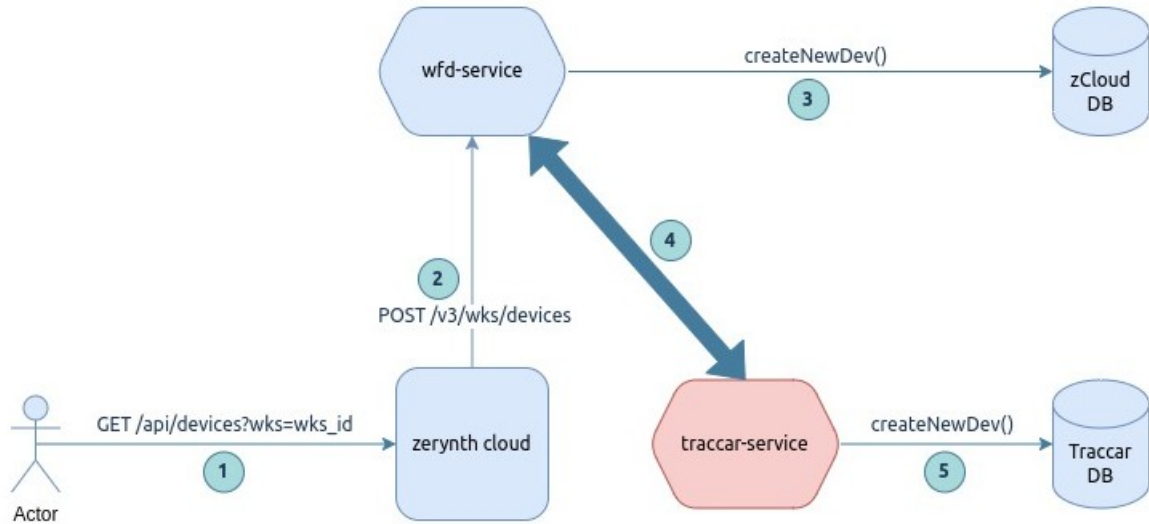 wfd-service
createNewDev()
3
zCloud
DB
4
2
POST /v3/wks/devices
GET /api/devices?wks=wks_id
1
zerynth cloud
traccar-service
createNewDev()
5
Traccar
DB
Actor